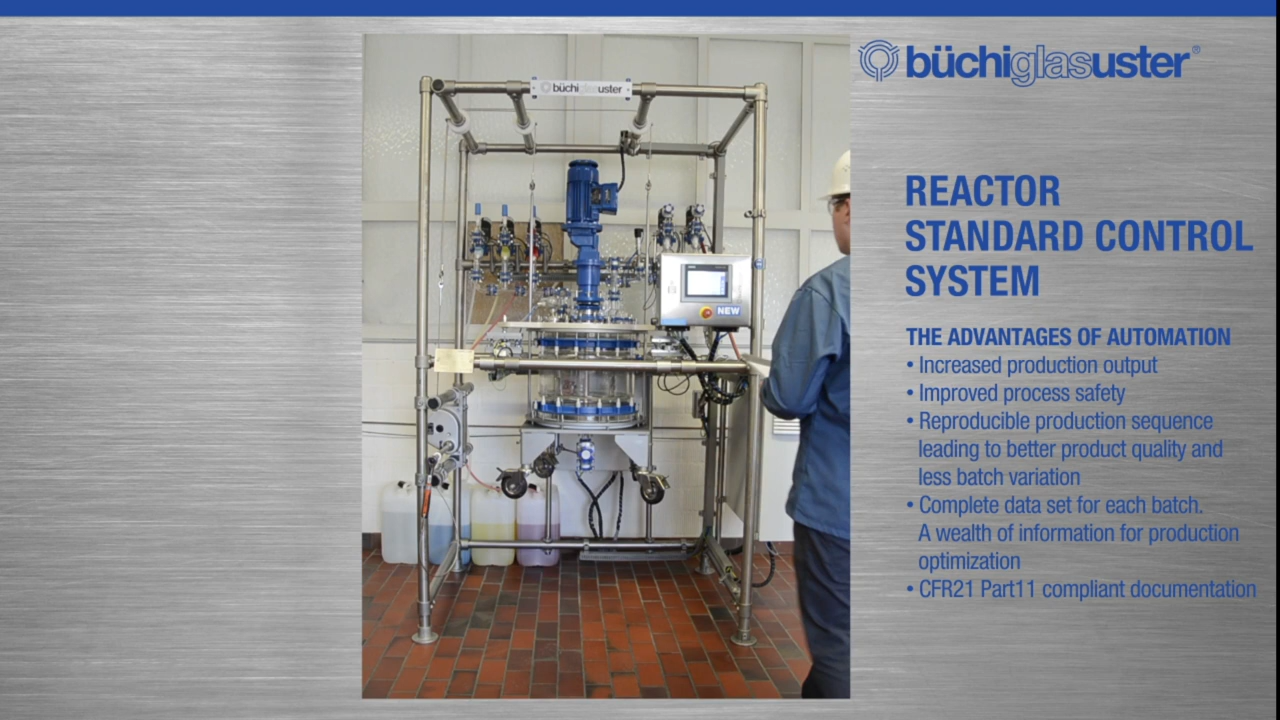 büchiglasuster®
büchiglasuster
NEW
REACTOR
STANDARD CONTROL
SYSTEM
THE ADVANTAGES OF AUTOMATION
• Increased production output
• Improved process safety
• Reproducible production sequence
leading to better product quality and
less batch variation
• Complete data set for each batch.
A wealth of information for production
optimization
• CFR21 Part11 compliant documentation